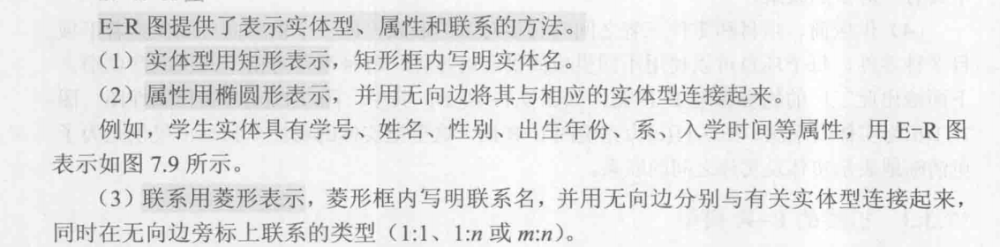 E-R 图提供了表示实体型、属性和联系的方法。
（1）实体型用矩形表示，矩形框内写明实体名。
（2）属性用椭圆形表示，并用无向边将其与相应的实体型连接起来。
例如，学生实体具有学号、姓名、性别、出生年份、系、入学时间等属性，用 E-R 图
表示如图 7.9 所示。
（3）联系用菱形表示，菱形框内写明联系名，并用无向边分别与有关实体型连接起来，
同时在无向边旁标上联系的类型（1:1、1:n 或 m:n）。